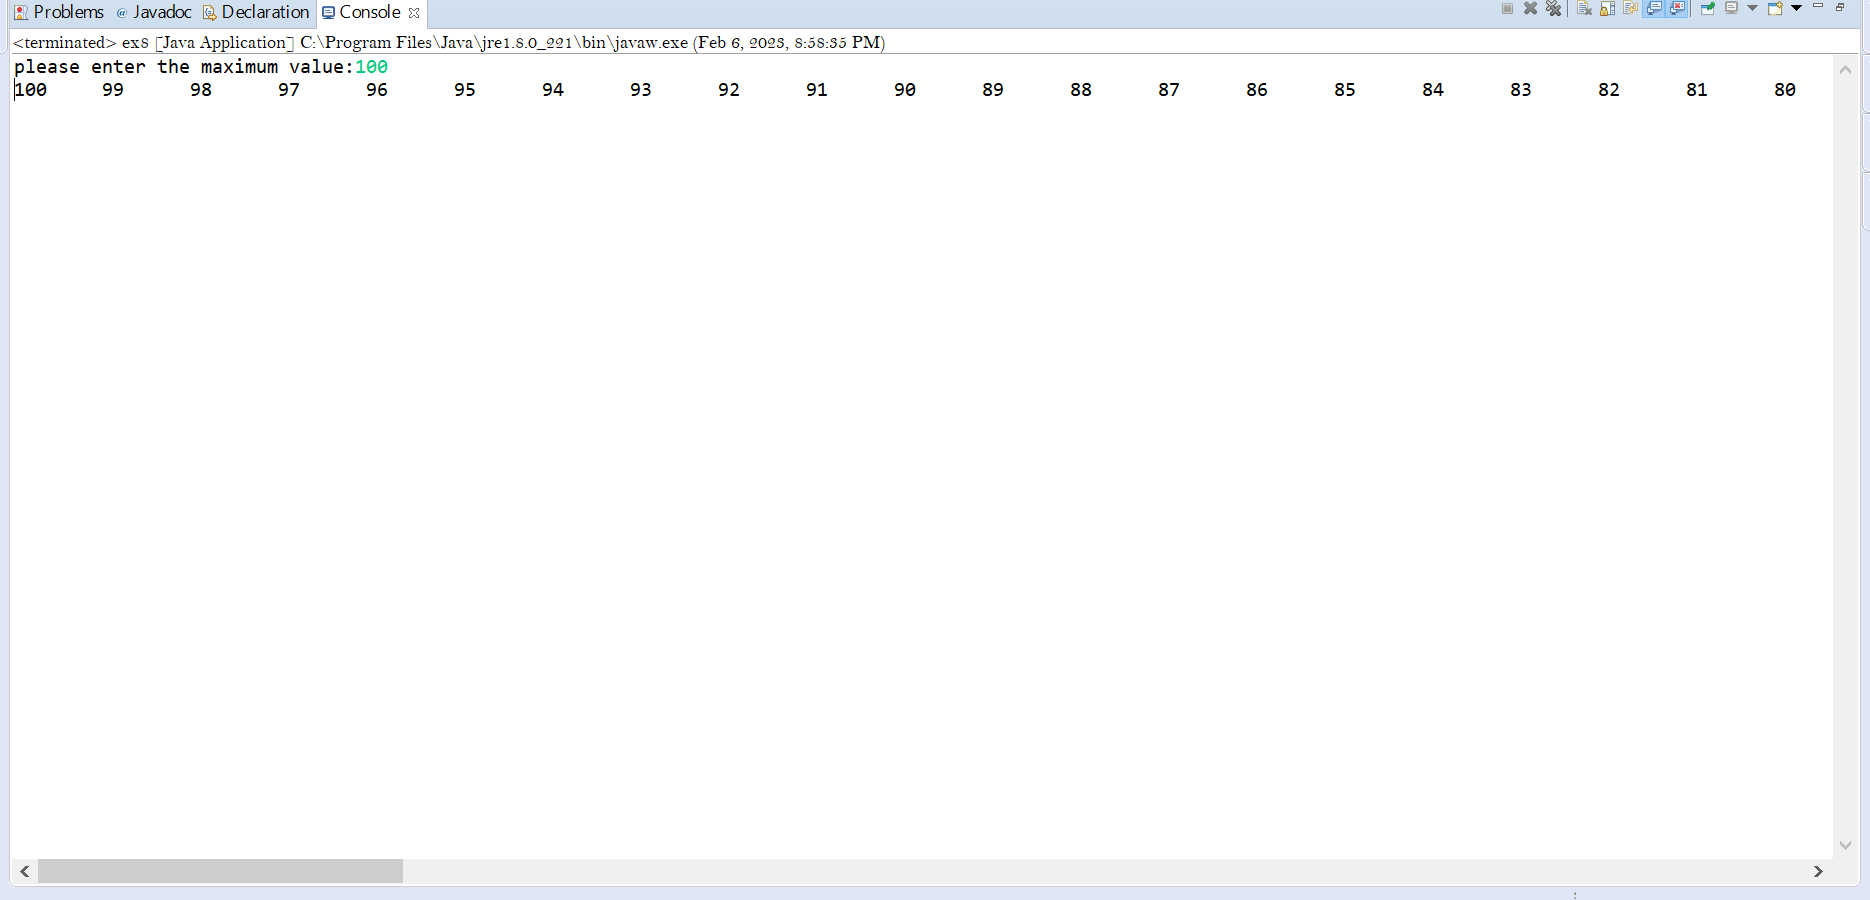 Problems @ Javadoc Declaration Console
<terminated> ex8 [Java Application] C:\Program Files\Java\jre1.8.0_221\bin\javaw.exe (Feb 6, 2023, 8:58:35 PM)
please enter the maximum value:100
100 99 98 97 96 95 94 93 92 91 90 89 88 87 86 85 84 83 82 81 80